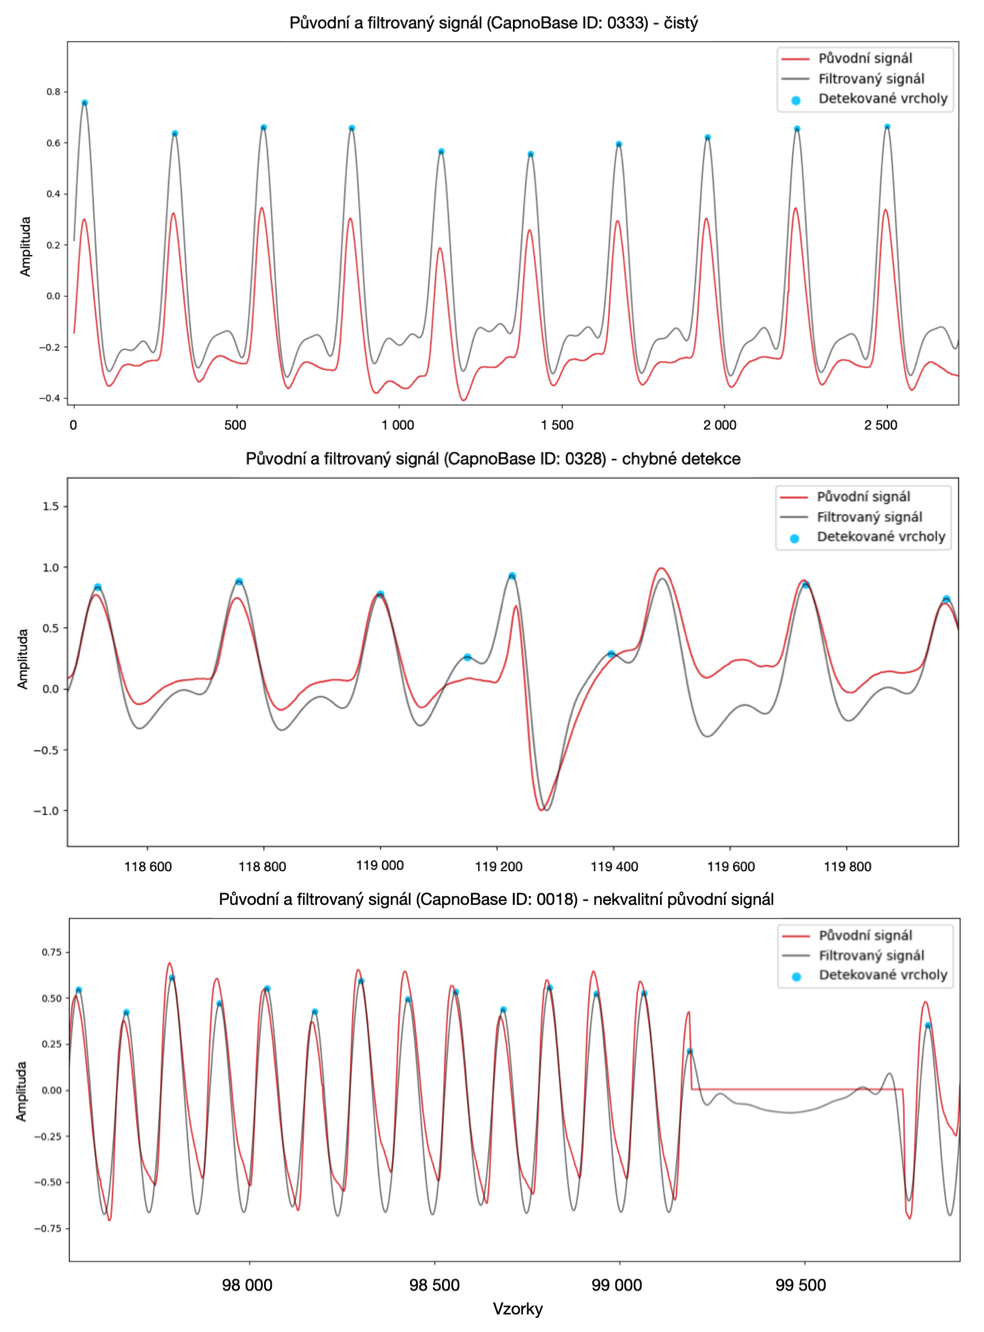 Původní a filtrovaný signál (CapnoBase ID: 0333) - čistý
Původní signál
Filtrovaný signál
Detekované vrcholy
Amplituda
0.8
0.6
0.4
0.2
0.0
−0.2
−0.4
0 500 1 000 1 500 2 000 2 500
Původní a filtrovaný signál (CapnoBase ID: 0328) - chybné detekce
Původní signál
Filtrovaný signál
Detekované vrcholy
Amplituda
1.5
1.0
0.5
0.0
−0.5
−1.0
118 600 118 800 119 000 119 200 119 400 119 600 119 800
Původní a filtrovaný signál (CapnoBase ID: 0018) - nekvalitní původní signál
Původní signál
Filtrovaný signál
Detekované vrcholy
Amplituda
0.75
0.50
0.25
0.00
−0.25
−0.50
−0.75
98 000 98 500 99 000 99 500
Vzorky